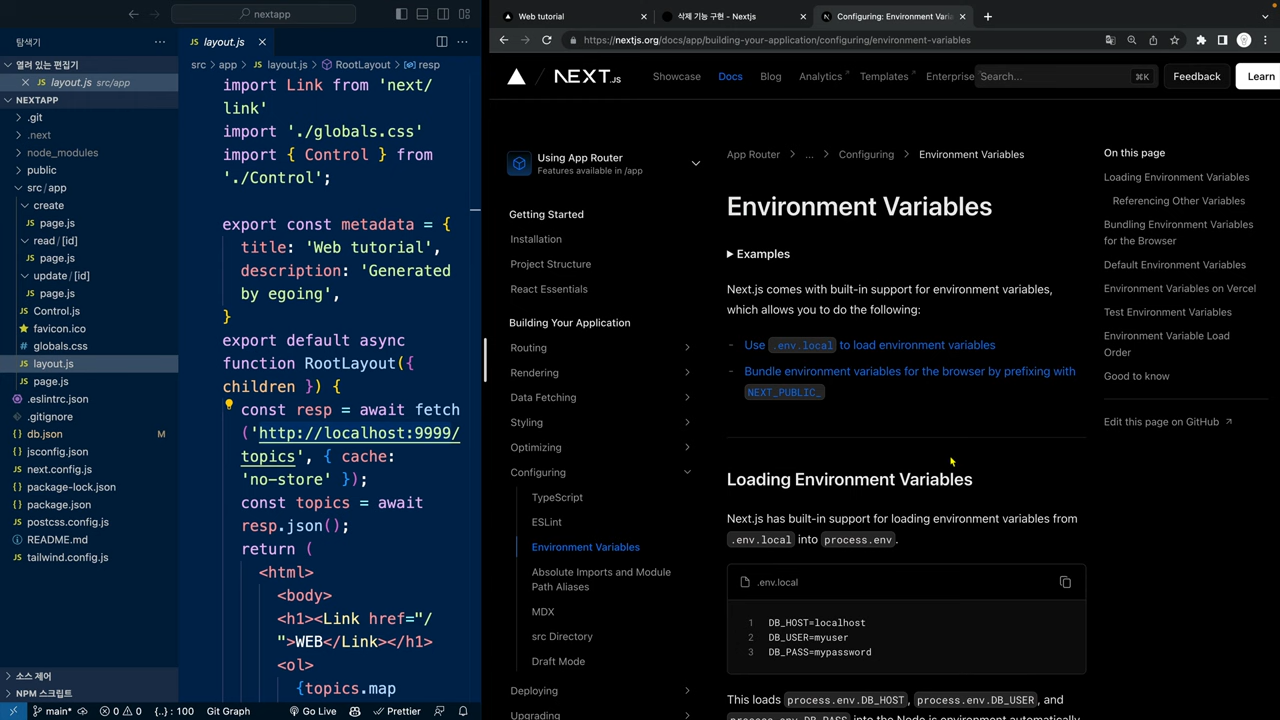 nextapp
탐색기
열려 있는 편집기
layout.js src/app
NEXTAPP
.git
.next
node_modules
public
src/app
create
page.js
read/[id]
page.js
update/[id]
page.js
Control.js
favicon.ico
globals.css
layout.js
page.js
.eslintrc.json
.gitignore
db.json M
jsconfig.json
next.config.js
package-lock.json
package.json
postcss.config.js
README.md
tailwind.config.js
소스 제어
NPM 스크립트
main*
0 0
{..} : 100
Git Graph
Go Live
Prettier
layout.js
src > app > layout.js > RootLayout > resp
import Link from 'next/
link'
import './globals.css'
import { Control } from
'./Control';
export const metadata = {
title: 'Web tutorial',
description: 'Generated
by egoing',
}
export default async
function RootLayout({
children }) {
const resp = await fetch
('http://localhost:9999/
topics', { cache:
'no-store' });
const topics = await
resp.json();
return (
<html>
<body>
<h1><Link href="/
">WEB</Link></h1>
<ol>
{topics.map
Web tutorial
삭제 기능 구현 - Nextjs
Configuring: Environment Varia
https://nextjs.org/docs/app/building-your-application/configuring/environment-variables
NEXT.JS
Showcase
Docs
Blog
Analytics
Templates
Enterprise
Search...
⌘K
Feedback
Learn
Using App Router
Features available in /app
Getting Started
Installation
Project Structure
React Essentials
Building Your Application
Routing
Rendering
Data Fetching
Styling
Optimizing
Configuring
TypeScript
ESLint
Environment Variables
Absolute Imports and Module
Path Aliases
MDX
src Directory
Draft Mode
Deploying
Upgrading
App Router > ... > Configuring > Environment Variables
Environment Variables
Examples
Next.js comes with built-in support for environment variables,
which allows you to do the following:
- Use .env.local to load environment variables
- Bundle environment variables for the browser by prefixing with
NEXT_PUBLIC_
Loading Environment Variables
Next.js has built-in support for loading environment variables from
.env.local into process.env.
.env.local
1 DB_HOST=localhost
2 DB_USER=myuser
3 DB_PASS=mypassword
This loads process.env.DB_HOST, process.env.DB_USER, and
process.env.DB_PASS into the Node.js environment automatically
On this page
Loading Environment Variables
Referencing Other Variables
Bundling Environment Variables
for the Browser
Default Environment Variables
Environment Variables on Vercel
Test Environment Variables
Environment Variable Load
Order
Good to know
Edit this page on GitHub